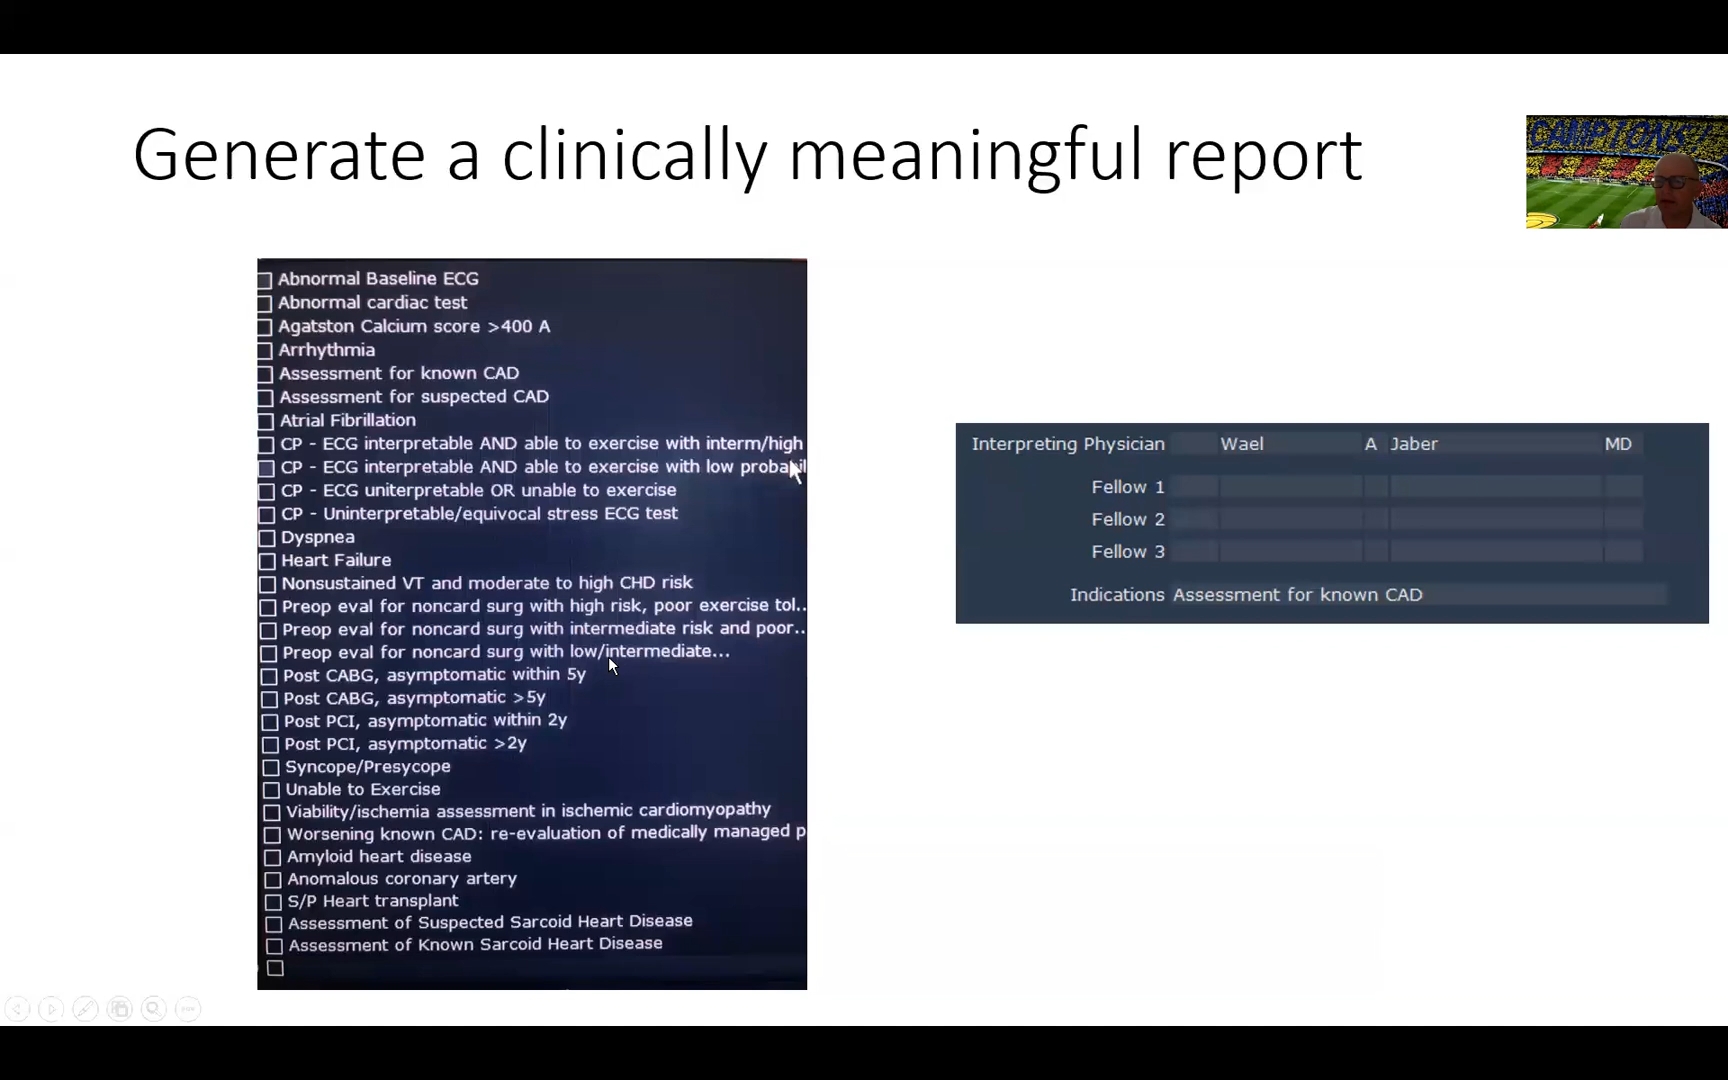 Generate a clinically meaningful report
CAMPIONS
Abnormal Baseline ECG
Abnormal cardiac test
Agatston Calcium score >400 A
Arrhythmia
Assessment for known CAD
Assessment for suspected CAD
Atrial Fibrillation
CP - ECG interpretable AND able to exercise with interm/high
CP - ECG interpretable AND able to exercise with low
CP - ECG uniterpretable OR unable to exercise
CP - Uninterpretable/equivocal stress ECG test
Dyspnea
Heart Failure
Nonsustained VT and moderate to high CHD risk
Preop eval for noncard surg with high risk, poor exercise tol..
Preop eval for noncard surg with intermediate risk and poor..
Preop eval for noncard surg with low/intermediate...
Post CABG, asymptomatic within 5y
Post CABG, asymptomatic >5y
Post PCI, asymptomatic within 2y
Post PCI, asymptomatic >2y
Syncope/Presycope
Unable to Exercise
Viability/ischemia assessment in ischemic cardiomyopathy
Worsening known CAD: re-evaluation of medically managed p
Amyloid heart disease
Anomalous coronary artery
S/P Heart transplant
Assessment of Suspected Sarcoid Heart Disease
Assessment of Known Sarcoid Heart Disease
Interpreting Physician Wael A Jaber MD
Fellow 1
Fellow 2
Fellow 3
Indications Assessment for known CAD